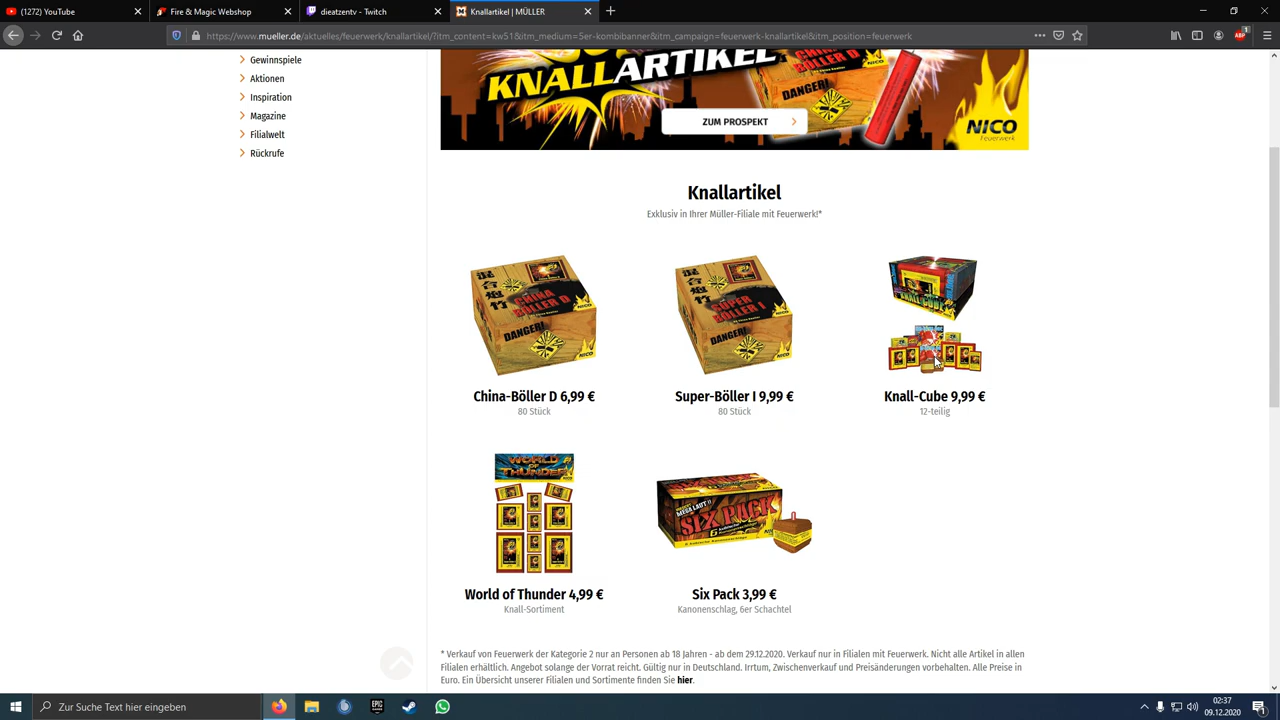 (1272) YouTube
Fire & Magic Webshop
dieatzentv - Twitch
Knallartikel | MÜLLER
https://www.mueller.de/aktuelles/feuerwerk/knallartikel/?itm_content=kw51&itm_medium=5er-kombibanner&itm_campaign=feuerwerk-knallartikel&itm_position=feuerwerk
Gewinnspiele
Aktionen
Inspiration
Magazine
Filialwelt
Rückrufe
KNALLARTIKEL
DANGER!
ZUM PROSPEKT
NICO
Feuerwerk
Knallartikel
Exklusiv in Ihrer Müller-Filiale mit Feuerwerk!*
CHINA
BÖLLER D
DANGER!
NICO
SUPER
BÖLLER I
DANGER!
NICO
KNALL CUBE
China-Böller D 6,99 €
80 Stück
Super-Böller I 9,99 €
80 Stück
Knall-Cube 9,99 €
12-teilig
WORLD
OF
THUNDER
MEGA LAUT!!
SIX PACK
World of Thunder 4,99 €
Knall-Sortiment
Six Pack 3,99 €
Kanonenschlag, 6er Schachtel
* Verkauf von Feuerwerk der Kategorie 2 nur an Personen ab 18 Jahren - ab dem 29.12.2020. Verkauf nur in Filialen mit Feuerwerk. Nicht alle Artikel in allen
Filialen erhältlich. Angebot solange der Vorrat reicht. Gültig nur in Deutschland. Irrtum, Zwischenverkauf und Preisänderungen vorbehalten. Alle Preise in
Euro. Ein Übersicht unserer Filialen und Sortimente finden Sie hier.
Zur Suche Text hier eingeben
02:37
09.12.2020